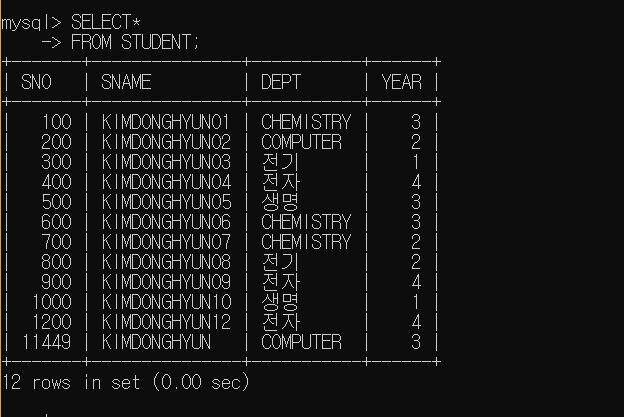 mysql> SELECT*
    -> FROM STUDENT;
+-------+--------------+-----------+------+
| SNO   | SNAME        | DEPT      | YEAR |
+-------+--------------+-----------+------+
|   100 | KIMDONGHYUN01 | CHEMISTRY |    3 |
|   200 | KIMDONGHYUN02 | COMPUTER  |    2 |
|   300 | KIMDONGHYUN03 | 전기      |    1 |
|   400 | KIMDONGHYUN04 | 전자      |    4 |
|   500 | KIMDONGHYUN05 | 생명      |    3 |
|   600 | KIMDONGHYUN06 | CHEMISTRY |    3 |
|   700 | KIMDONGHYUN07 | CHEMISTRY |    2 |
|   800 | KIMDONGHYUN08 | 전기      |    2 |
|   900 | KIMDONGHYUN09 | 전자      |    4 |
|  1000 | KIMDONGHYUN10 | 생명      |    1 |
|  1200 | KIMDONGHYUN12 | 전자      |    4 |
| 11449 | KIMDONGHYUN   | COMPUTER  |    3 |
+-------+--------------+-----------+------+
12 rows in set (0.00 sec)